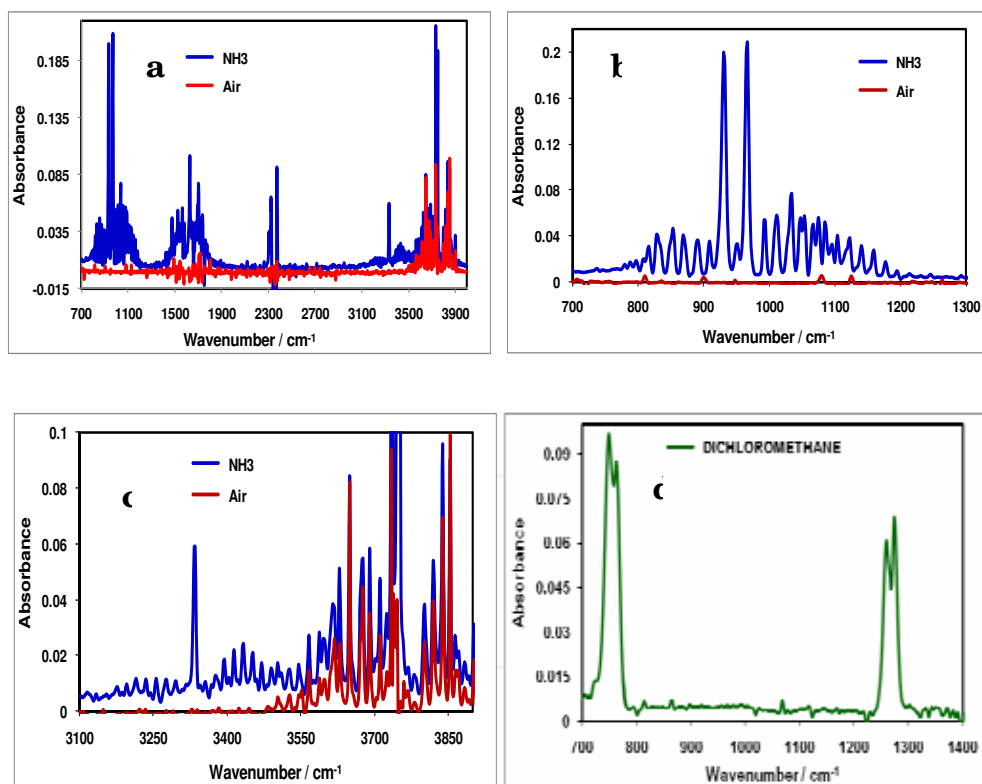 a
NH3
Air
Absorbance
0.185
0.135
0.085
0.035
-0.015
700 1100 1500 1900 2300 2700 3100 3500 3900
Wavenumber / cm-1
NH3
Air
Absorbance
0.2
0.16
0.12
0.08
0.04
0
700 800 900 1000 1100 1200 1300
Wavenumber / cm-1
NH3
Air
Absorbance
0.1
0.08
0.06
0.04
0.02
0
3100 3250 3400 3550 3700 3850
Wavenumber / cm-1
DICHLOROMETHANE
Absorbance
0.09
0.075
0.06
0.045
0.03
0.015
0
700 800 900 1000 1100 1200 1300 1400
Wavenumber / cm-1